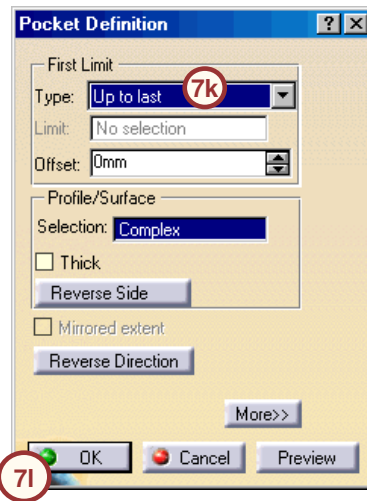 Pocket Definition ? X
First Limit
Type: Up to last 7k
Limit: No selection
Offset: 0mm
Profile/Surface
Selection: Complex
Thick
Reverse Side
Mirrored extent
Reverse Direction
More>>
OK Cancel Preview
7l